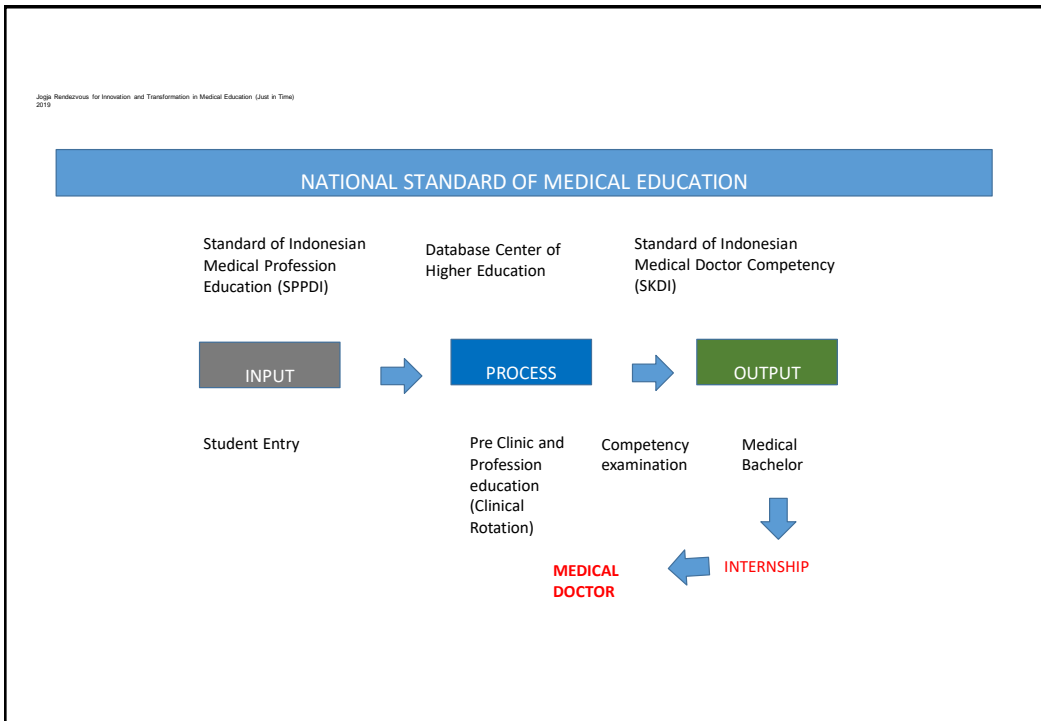 Jogja Rendezvous for Innovation and Transformation in Medical Education (Just in Time)
2019
NATIONAL STANDARD OF MEDICAL EDUCATION
Standard of Indonesian
Medical Profession
Education (SPPDI)
Database Center of
Higher Education
Standard of Indonesian
Medical Doctor Competency
(SKDI)
INPUT
PROCESS
OUTPUT
Student Entry
Pre Clinic and
Profession
education
(Clinical
Rotation)
Competency
examination
Medical
Bachelor
INTERNSHIP
MEDICAL
DOCTOR